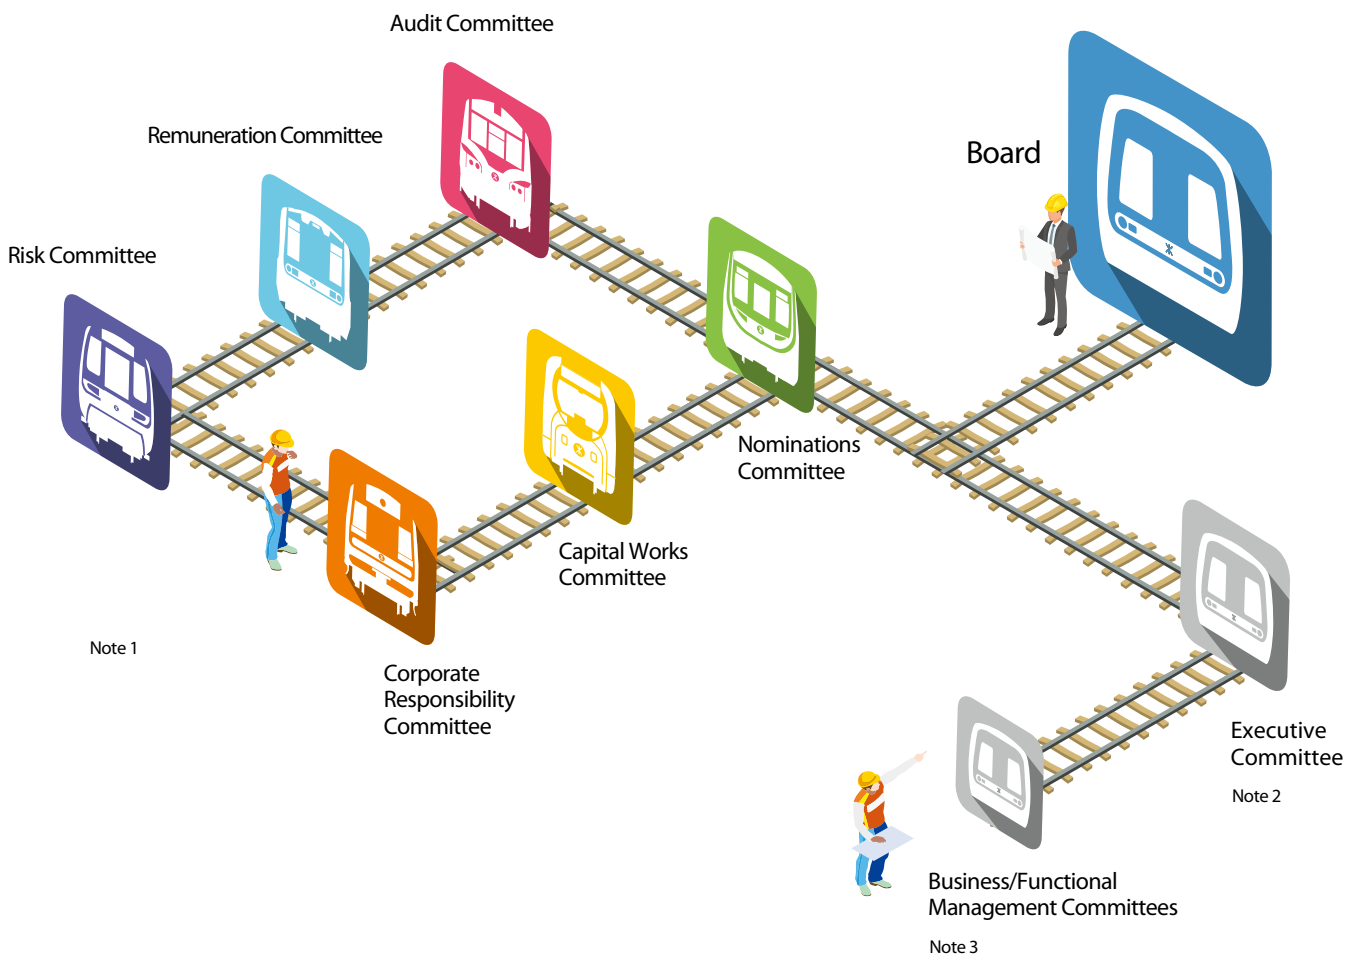 Audit Committee
Remuneration Committee
Board
Risk Committee
Nominations
Committee
Capital Works
Committee
Note 1
Corporate
Responsibility
Committee
Executive
Committee
Note 2
Business/Functional
Management Committees
Note 3